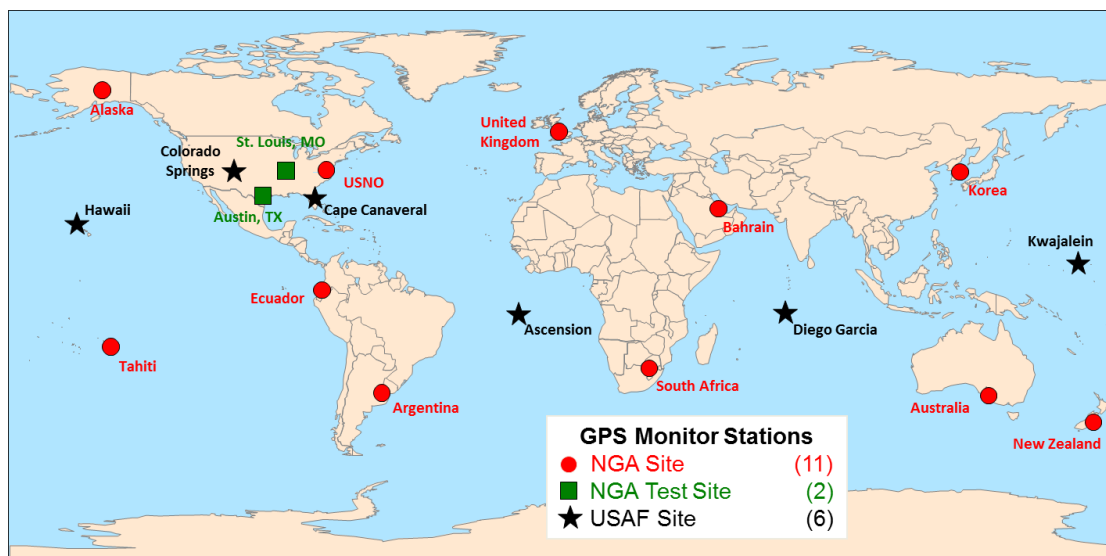 Alaska
United
Kingdom
St. Louis, MO
Colorado
Springs
USNO
Korea
Austin, TX
Cape Canaveral
Hawaii
Bahrain
Kwajalein
Ecuador
Ascension
Diego Garcia
Tahiti
South Africa
Argentina
Australia
New Zealand
GPS Monitor Stations
NGA Site (11)
NGA Test Site (2)
USAF Site (6)